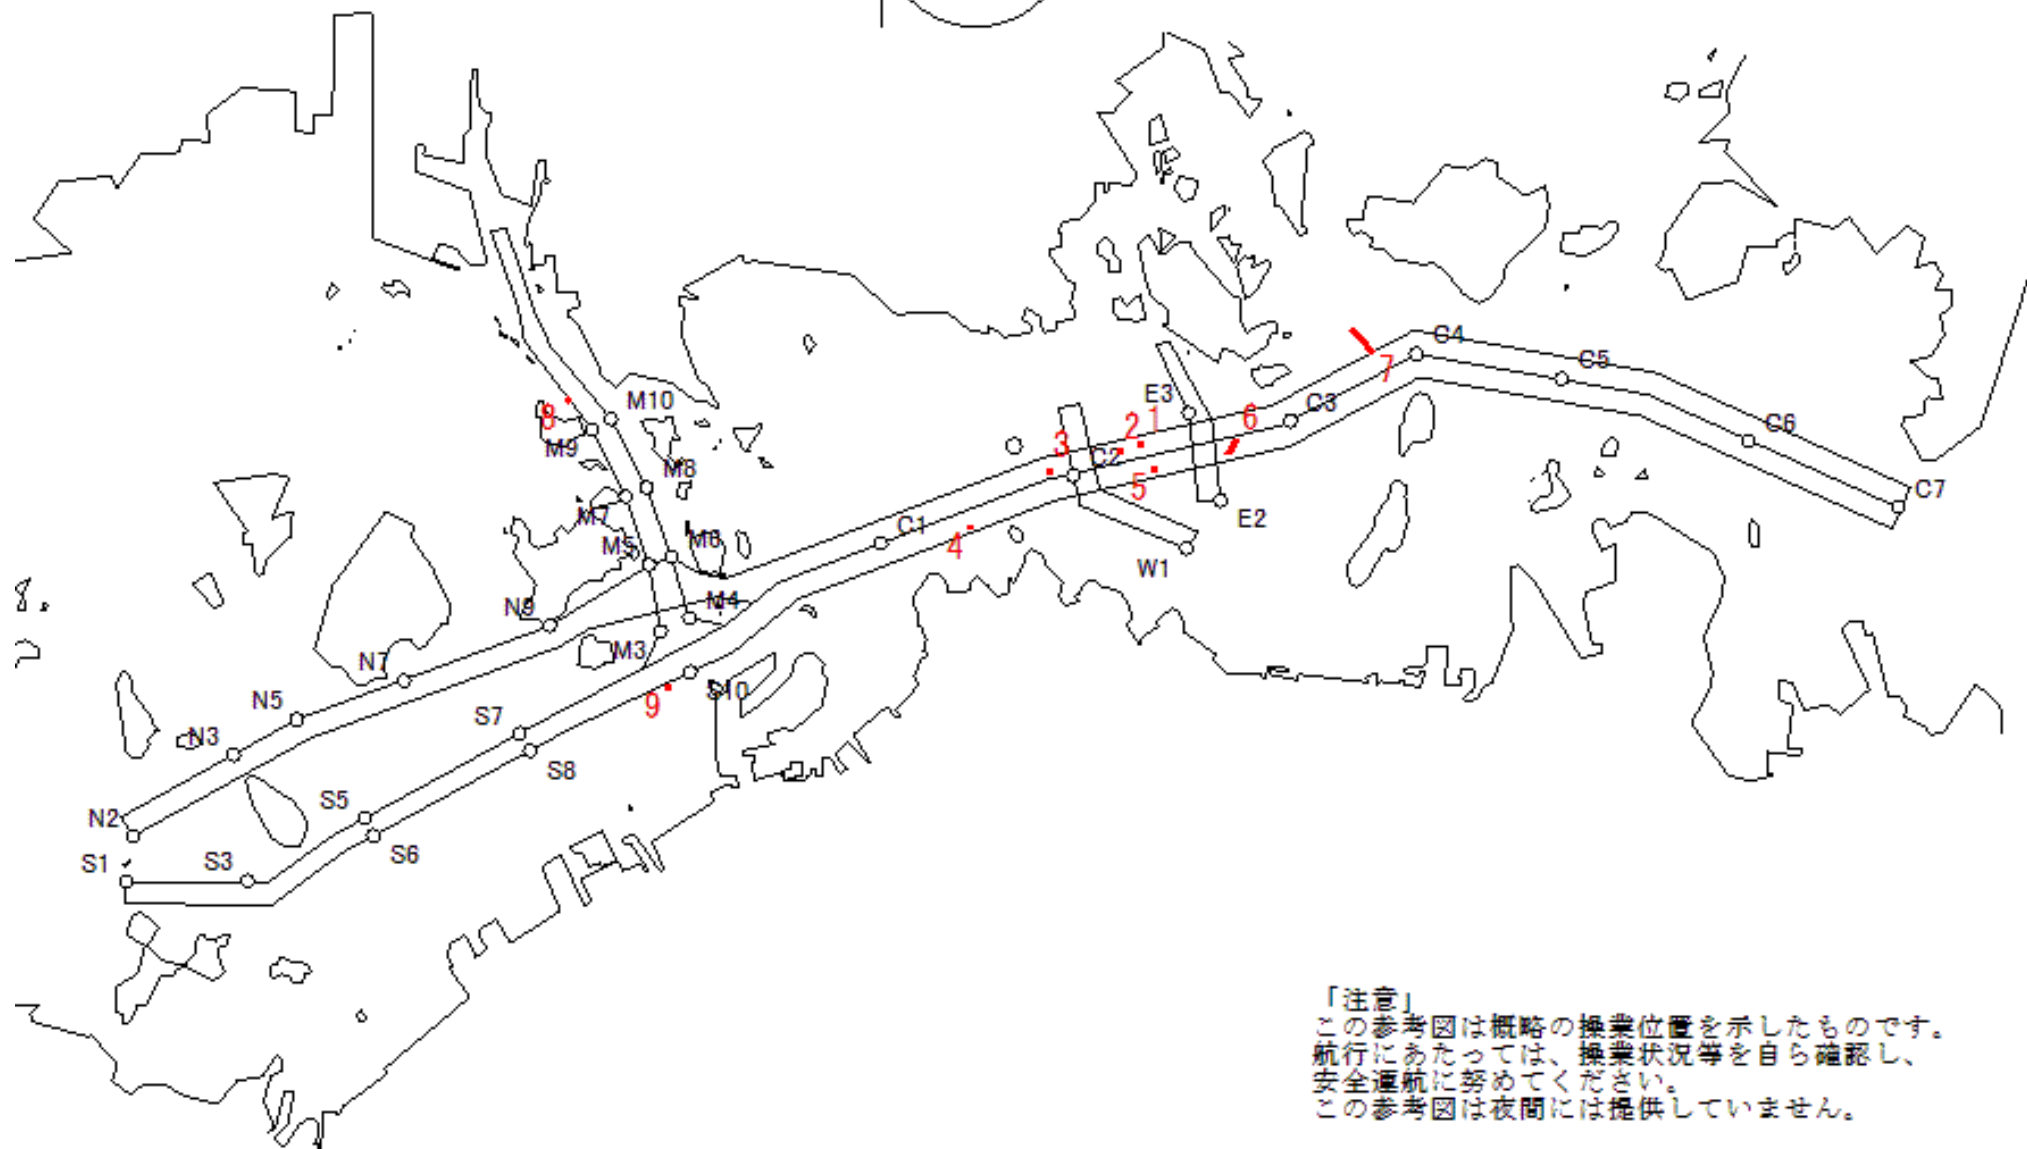 C4
C5
7
M10
E3
1
6
C3
8
2
C6
M9
3
C2
M8
5
C7
M7
E2
C1
M6
M5
4
W1
N9
M4
M3
N7
S10
9
N5
S7
N3
S8
S5
N2
S6
S1
S3
「注意」
この参考図は概略の操業位置を示したものです。
航行にあたっては、操業状況等を自ら確認し、
安全運航に努めてください。
この参考図は夜間には提供していません。